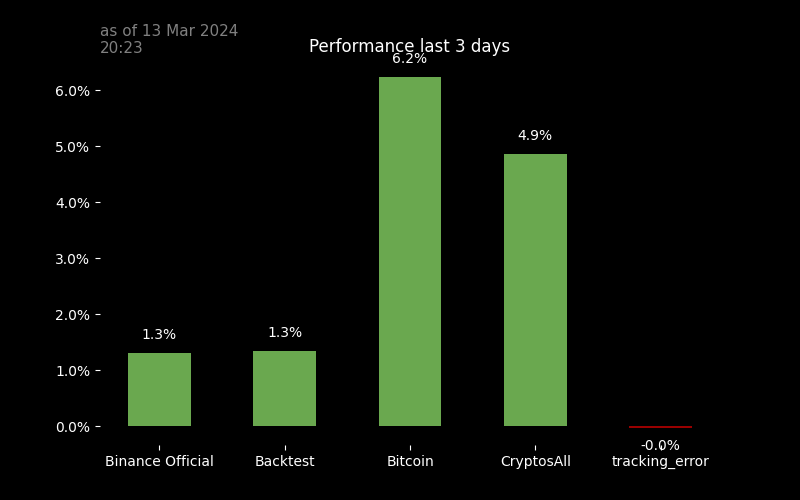 as of 13 Mar 2024
20:23
Performance last 3 days
6.2%
6.0%
5.0%
4.9%
4.0%
3.0%
2.0%
1.3%
1.3%
1.0%
0.0%
-0.0%
Binance Official
Backtest
Bitcoin
CryptosAll
tracking_error